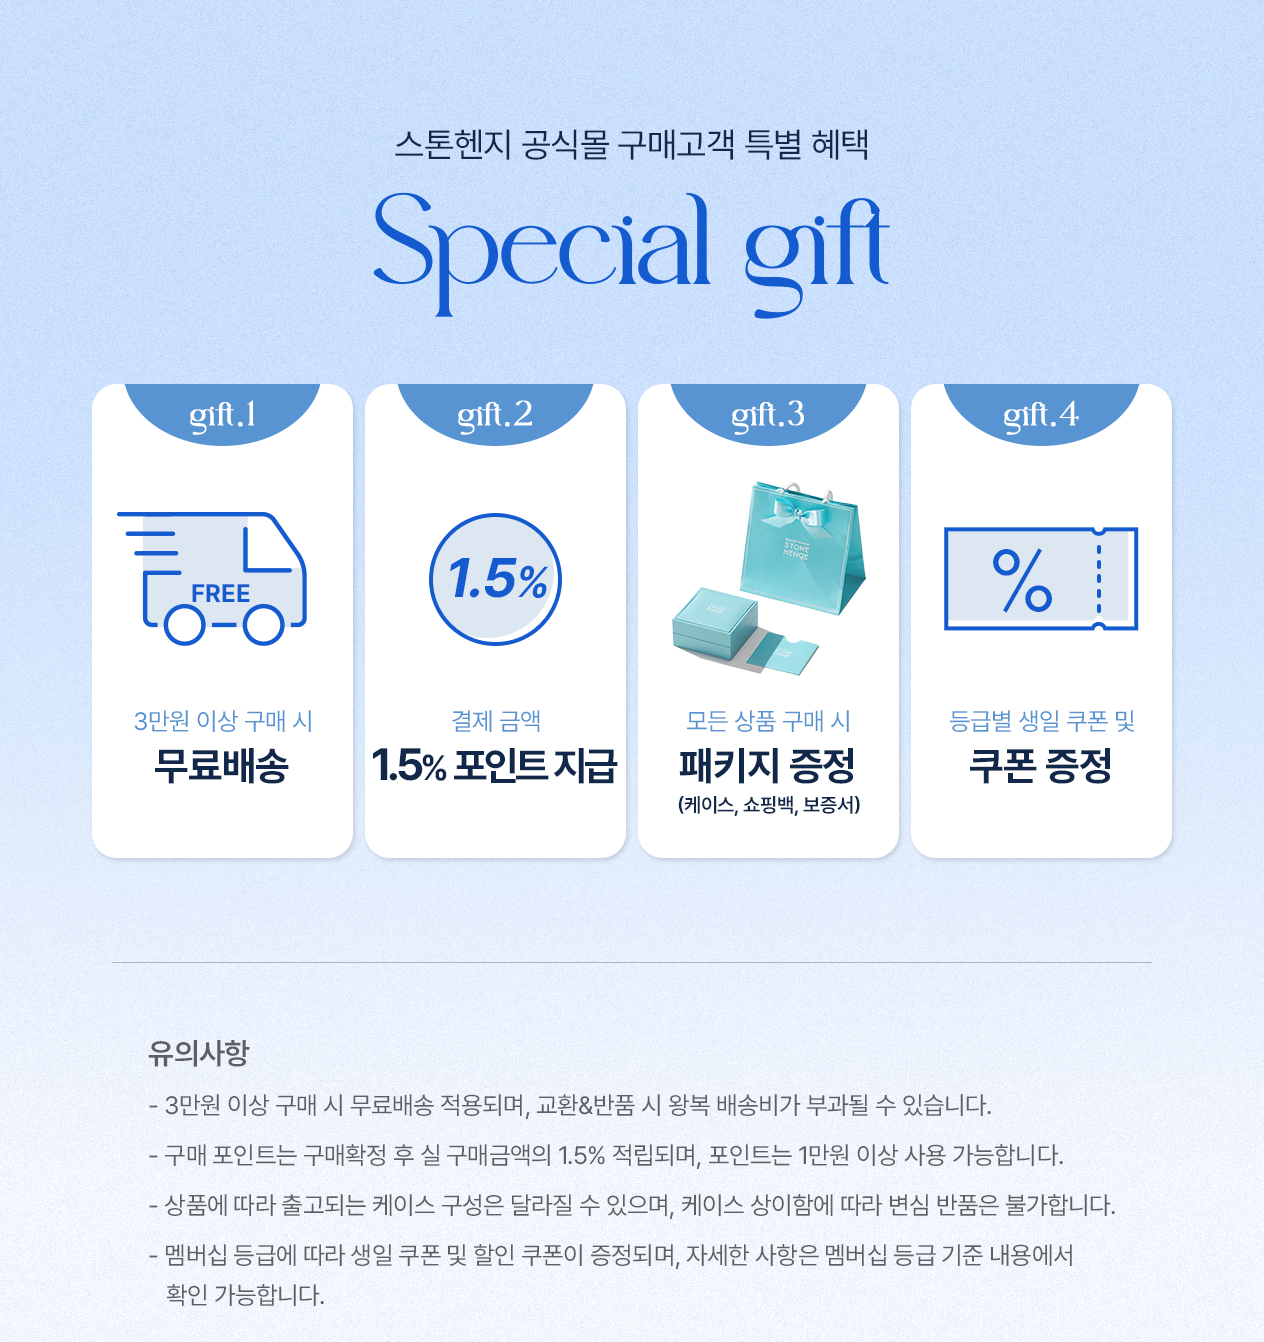 스톤헨지 공식몰 구매고객 특별 혜택
Special gift
gift.1
FREE
3만원 이상 구매 시
무료배송
gift.2
1.5%
결제 금액
1.5% 포인트 지급
gift.3
STONE
HENGE
모든 상품 구매 시
패키지 증정
(케이스, 쇼핑백, 보증서)
gift.4
%
등급별 생일 쿠폰 및
쿠폰 증정
유의사항
- 3만원 이상 구매 시 무료배송 적용되며, 교환&반품 시 왕복 배송비가 부과될 수 있습니다.
- 구매 포인트는 구매확정 후 실 구매금액의 1.5% 적립되며, 포인트는 1만원 이상 사용 가능합니다.
- 상품에 따라 출고되는 케이스 구성은 달라질 수 있으며, 케이스 상이함에 따라 변심 반품은 불가합니다.
- 멤버십 등급에 따라 생일 쿠폰 및 할인 쿠폰이 증정되며, 자세한 사항은 멤버십 등급 기준 내용에서
확인 가능합니다.